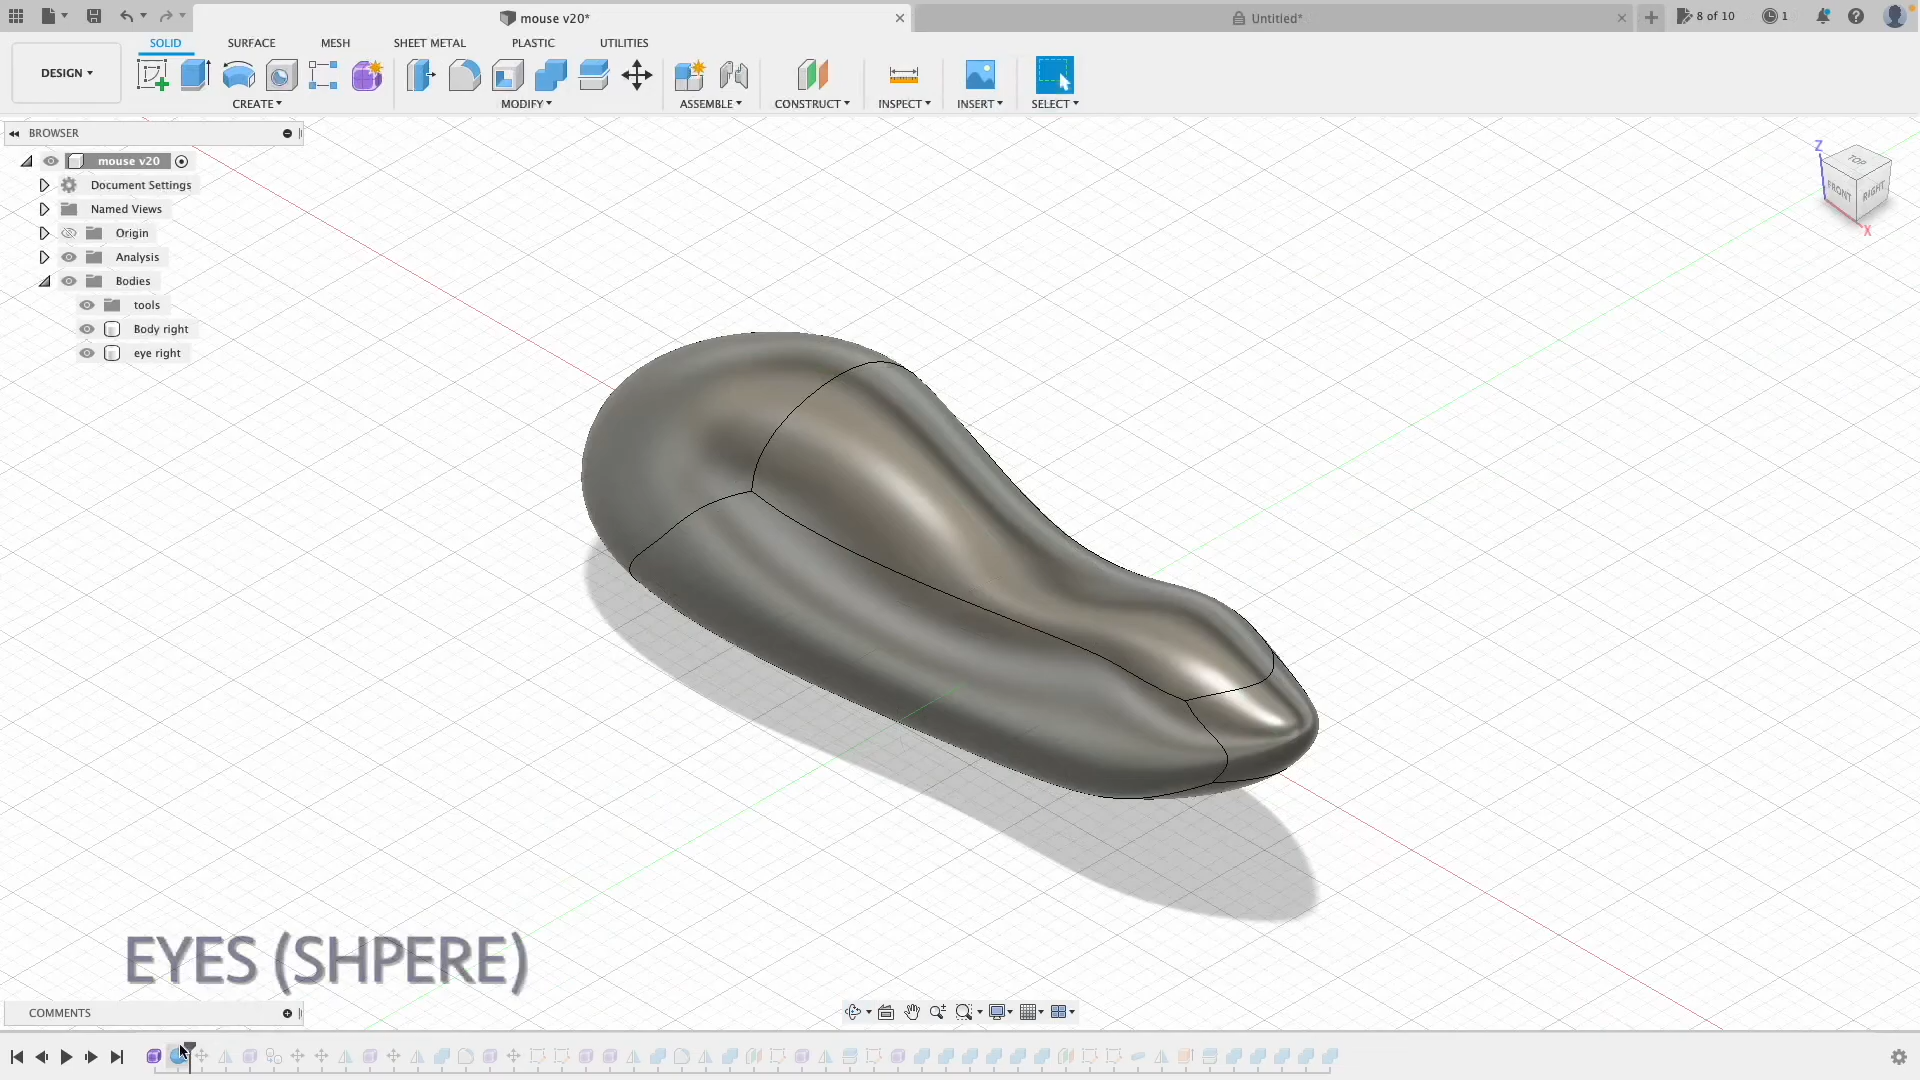 mouse v20*
Untitled*
8 of 10
1
DESIGN
SOLID
SURFACE
MESH
SHEET METAL
PLASTIC
UTILITIES
CREATE
MODIFY
ASSEMBLE
CONSTRUCT
INSPECT
INSERT
SELECT
BROWSER
mouse v20
Document Settings
Named Views
Origin
Analysis
Bodies
tools
Body right
eye right
Z
TOP
FRONT
RIGHT
X
EYES (SHPERE)
COMMENTS